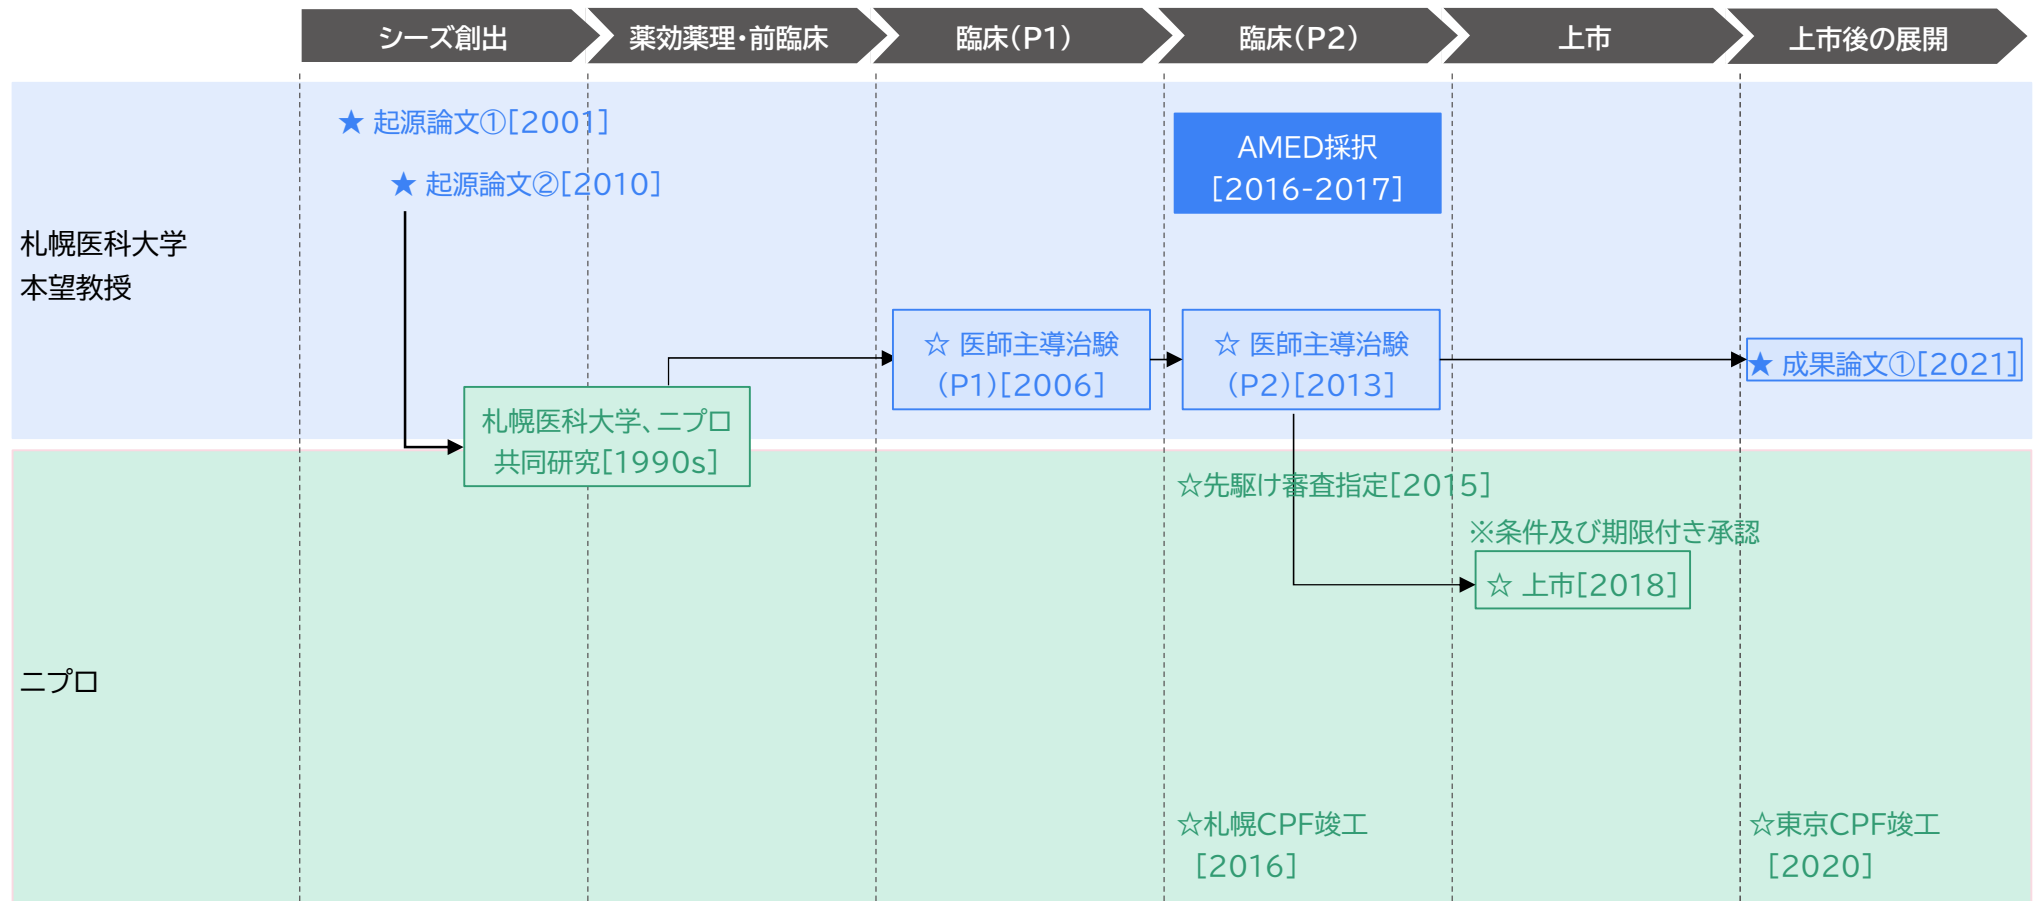 シーズ創出
薬効薬理・前臨床
臨床（P1）
臨床（P2）
上市
上市後の展開
札幌医科大学
本望教授
★ 起源論文①[2001]
★ 起源論文②[2010]
AMED採択
[2016-2017]
☆ 医師主導治験
（P1)[2006]
☆ 医師主導治験
（P2)[2013]
★ 成果論文①[2021]
札幌医科大学、ニプロ
共同研究[1990s]
ニプロ
☆先駆け審査指定[2015]
※条件及び期限付き承認
☆ 上市[2018]
☆札幌CPF竣工
[2016]
☆東京CPF竣工
[2020]